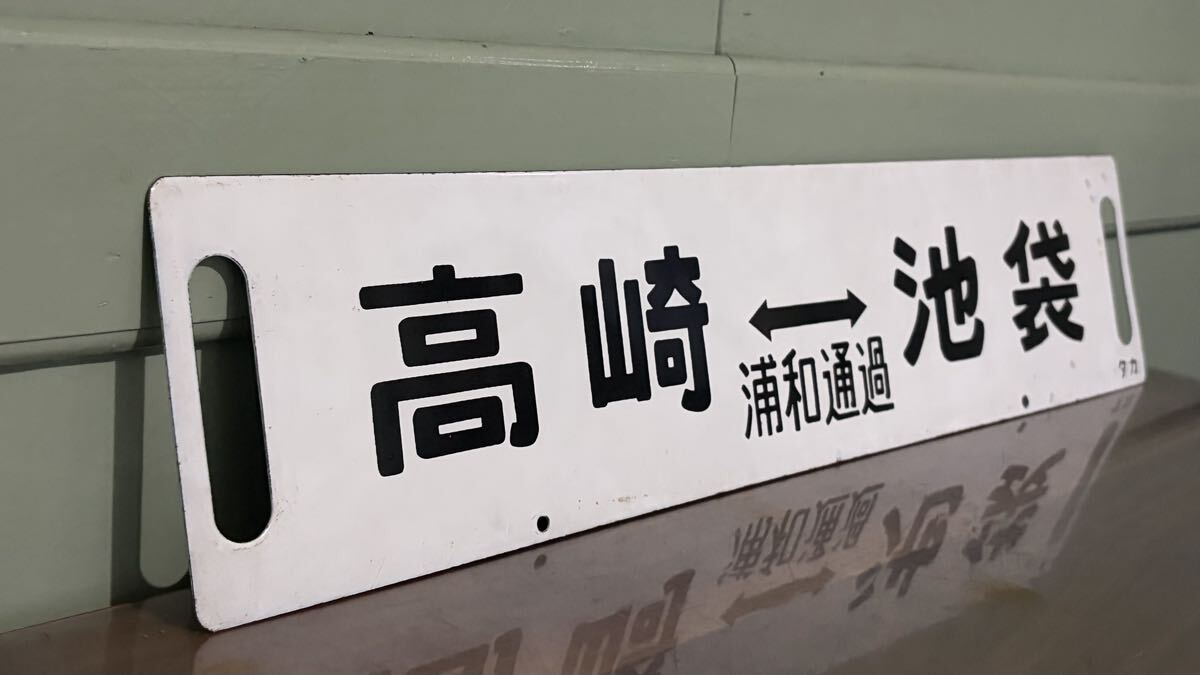 高崎 ↔ 池袋
浦和通過
タカ